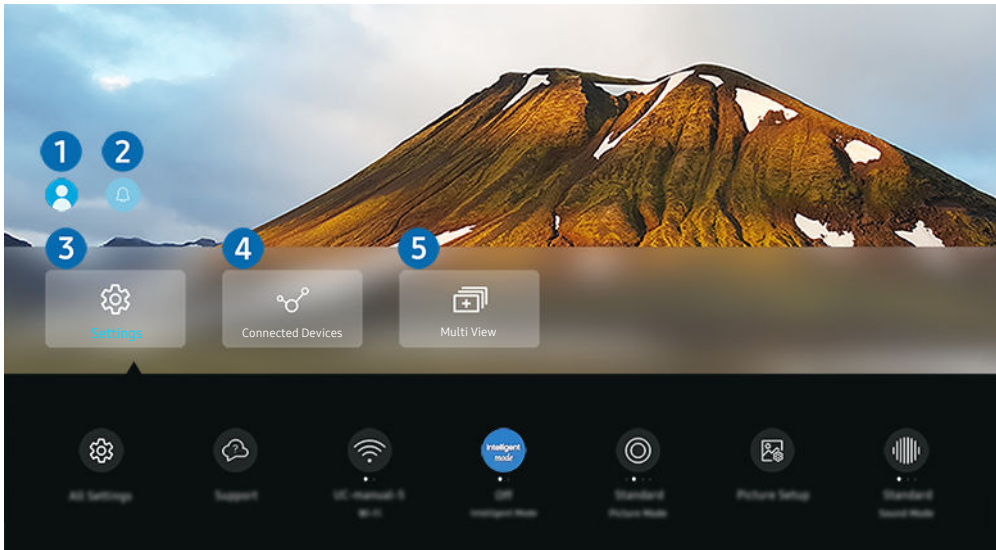 1 2
3 4 5
Settings Connected Devices Multi View
intelligent
mode
All Settings Support UC-manual-S Off Standard Picture Setup Standard
Wi-Fi Intelligent Mode Picture Mode Sound Mode